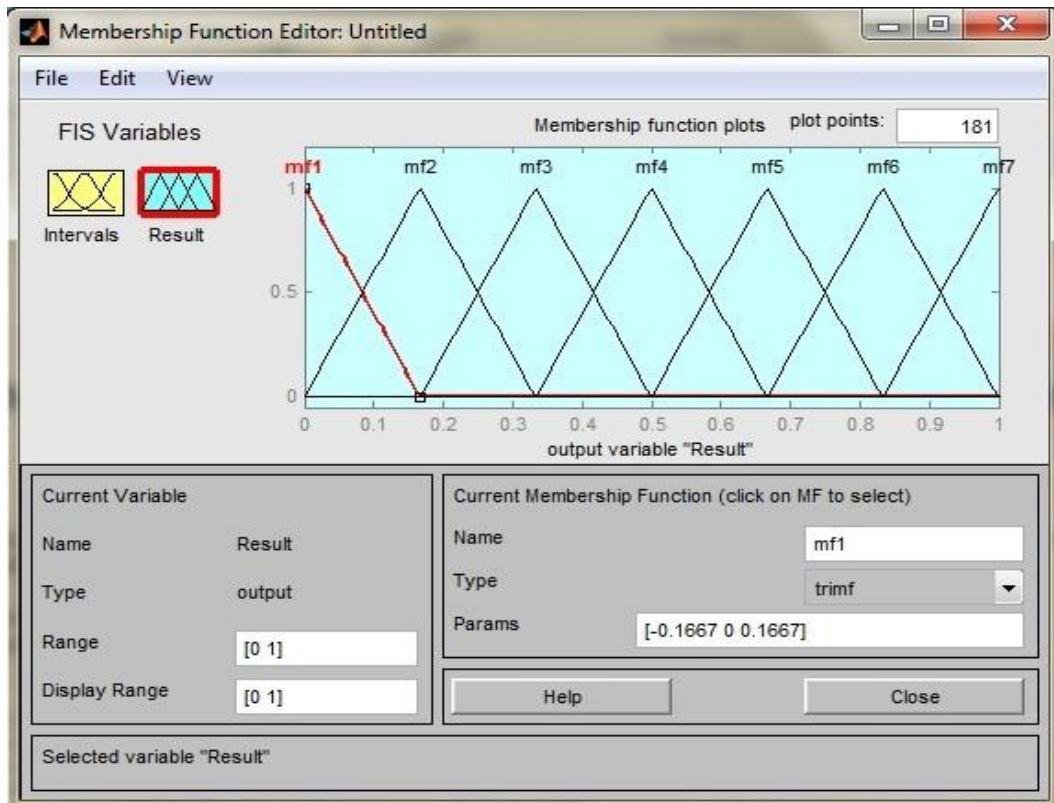 Membership Function Editor: Untitled
File Edit View
FIS Variables
Membership function plots plot points: 181
mf1 mf2 mf3 mf4 mf5 mf6 mf7
1
0.5
0
0 0.1 0.2 0.3 0.4 0.5 0.6 0.7 0.8 0.9 1
output variable "Result"
Intervals Result
Current Variable
Name Result
Type output
Range [0 1]
Display Range [0 1]
Current Membership Function (click on MF to select)
Name mf1
Type trimf
Params [-0.1667 0 0.1667]
Help Close
Selected variable "Result"